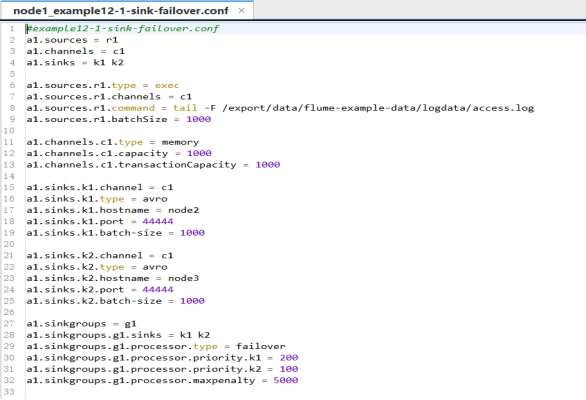 node1_example12-1-sink-failover.conf ×
1 #example12-1-sink-failover.conf
2 a1.sources = r1
3 a1.channels = c1
4 a1.sinks = k1 k2
5
6 a1.sources.r1.type = exec
7 a1.sources.r1.channels = c1
8 a1.sources.r1.command = tail -F /export/data/flume-example-data/logdata/access.log
9 a1.sources.r1.batchSize = 1000
10
11 a1.channels.c1.type = memory
12 a1.channels.c1.capacity = 1000
13 a1.channels.c1.transactionCapacity = 1000
14
15 a1.sinks.k1.channel = c1
16 a1.sinks.k1.type = avro
17 a1.sinks.k1.hostname = node2
18 a1.sinks.k1.port = 44444
19 a1.sinks.k1.batch-size = 1000
20
21 a1.sinks.k2.channel = c1
22 a1.sinks.k2.type = avro
23 a1.sinks.k2.hostname = node3
24 a1.sinks.k2.port = 44444
25 a1.sinks.k2.batch-size = 1000
26
27 a1.sinkgroups = g1
28 a1.sinkgroups.g1.sinks = k1 k2
29 a1.sinkgroups.g1.processor.type = failover
30 a1.sinkgroups.g1.processor.priority.k1 = 200
31 a1.sinkgroups.g1.processor.priority.k2 = 100
32 a1.sinkgroups.g1.processor.maxpenalty = 5000
33